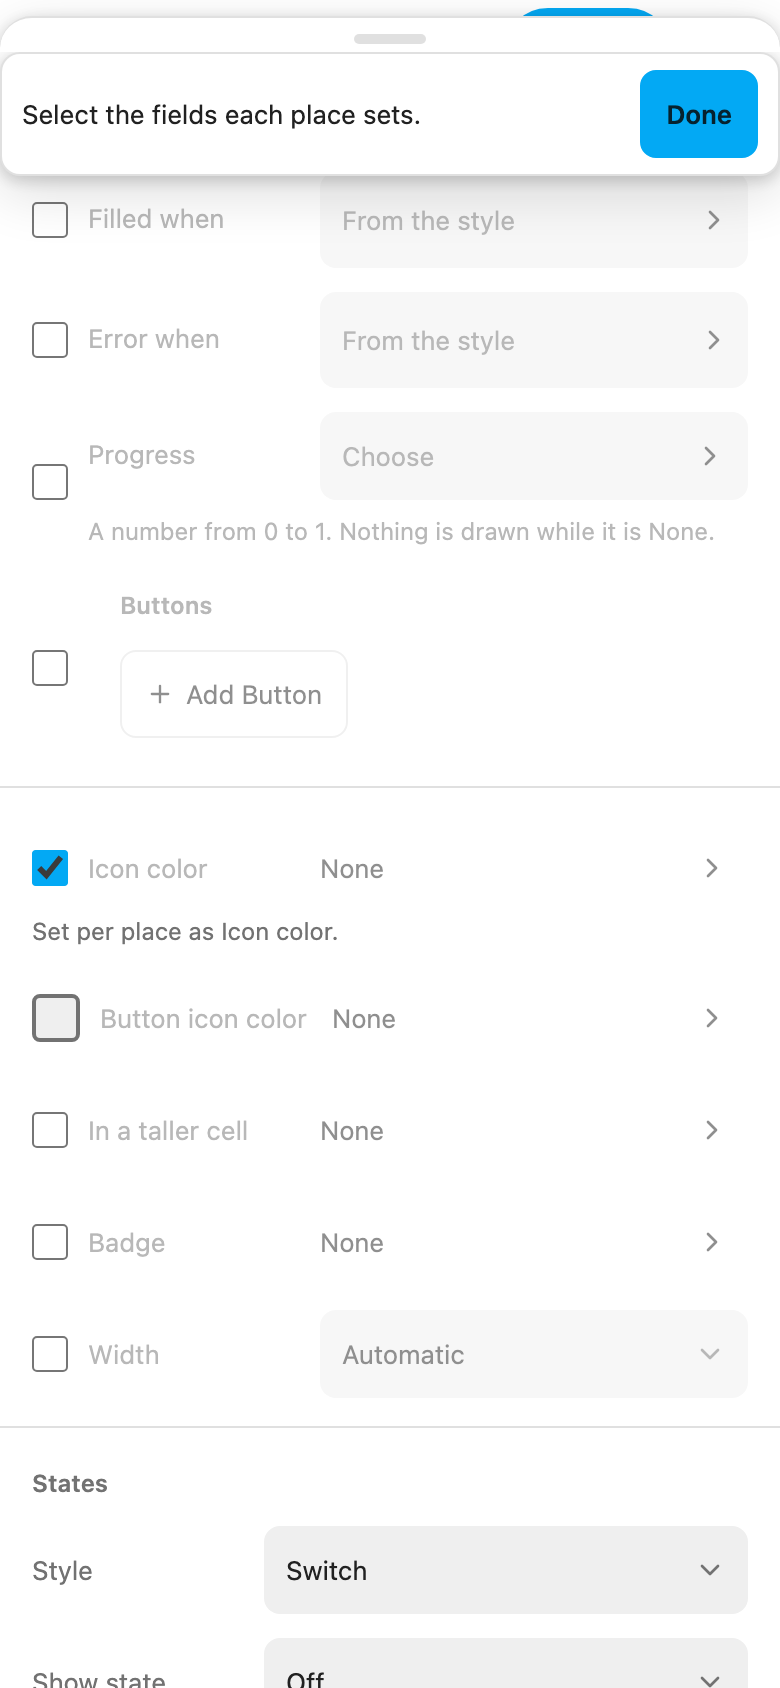 Select the fields each place sets.
Done
Filled when
From the style
Error when
From the style
Progress
Choose
A number from 0 to 1. Nothing is drawn while it is None.
Buttons
+ Add Button
Icon color
None
Set per place as Icon color.
Button icon color
None
In a taller cell
None
Badge
None
Width
Automatic
States
Style
Switch
Show state
Off